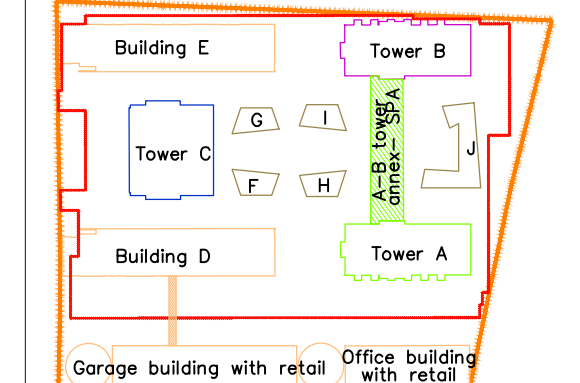 Building E
Tower B
G
I
J
Tower C
A-B tower
annex- SPA
F
H
Building D
Tower A
Garage building with retail
Office building
with retail